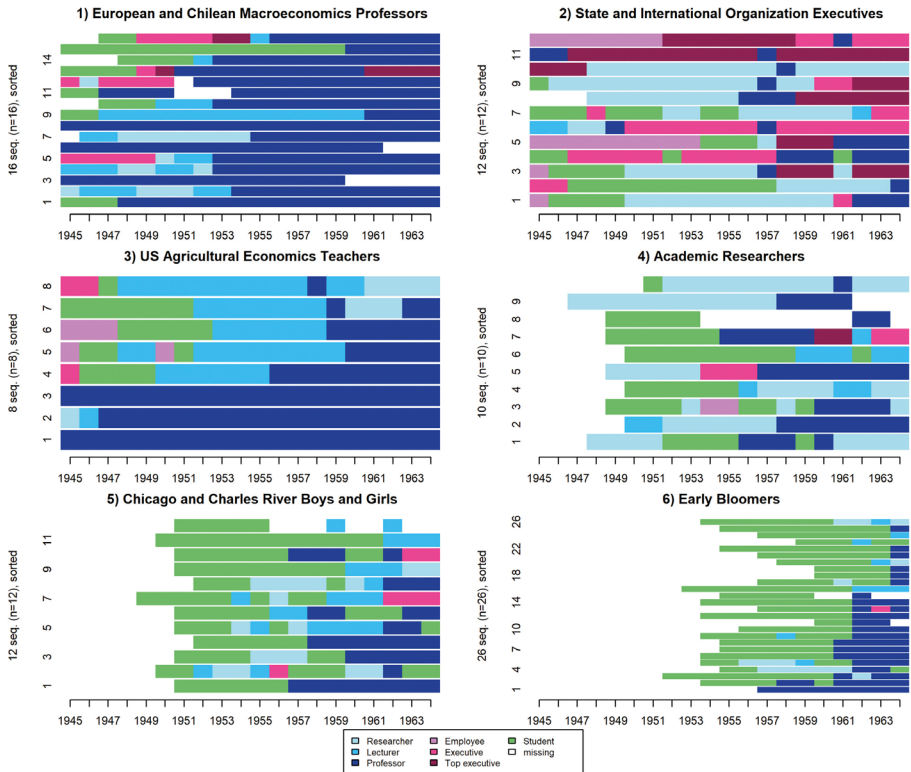 1) European and Chilean Macroeconomics Professors
16 seq. (n=16), sorted
1 3 5 7 9 11 14
1945 1947 1949 1951 1953 1955 1957 1959 1961 1963
2) State and International Organization Executives
12 seq. (n=12), sorted
1 3 5 7 9 11
1945 1947 1949 1951 1953 1955 1957 1959 1961 1963
3) US Agricultural Economics Teachers
8 seq. (n=8), sorted
1 2 3 4 5 6 7 8
1945 1947 1949 1951 1953 1955 1957 1959 1961 1963
4) Academic Researchers
10 seq. (n=10), sorted
1 2 3 4 5 6 7 8 9
1945 1947 1949 1951 1953 1955 1957 1959 1961 1963
5) Chicago and Charles River Boys and Girls
12 seq. (n=12), sorted
1 3 5 7 9 11
1945 1947 1949 1951 1953 1955 1957 1959 1961 1963
6) Early Bloomers
26 seq. (n=26), sorted
1 4 7 10 14 18 22 26
1945 1947 1949 1951 1953 1955 1957 1959 1961 1963
Researcher Employee Student
Lecturer Executive missing
Professor Top executive